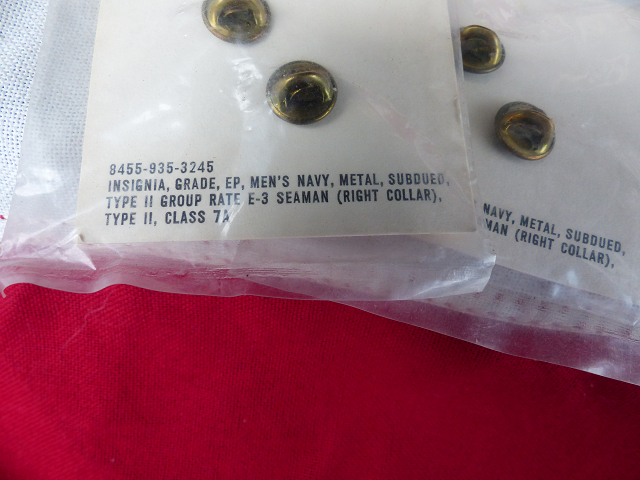 8455-935-3245
INSIGNIA, GRADE, EP, MEN'S NAVY, METAL, SUBDUED,
TYPE II GROUP RATE E-3 SEAMAN (RIGHT COLLAR),
TYPE II, CLASS 7A
NAVY, METAL, SUBDUED,
MAN (RIGHT COLLAR),